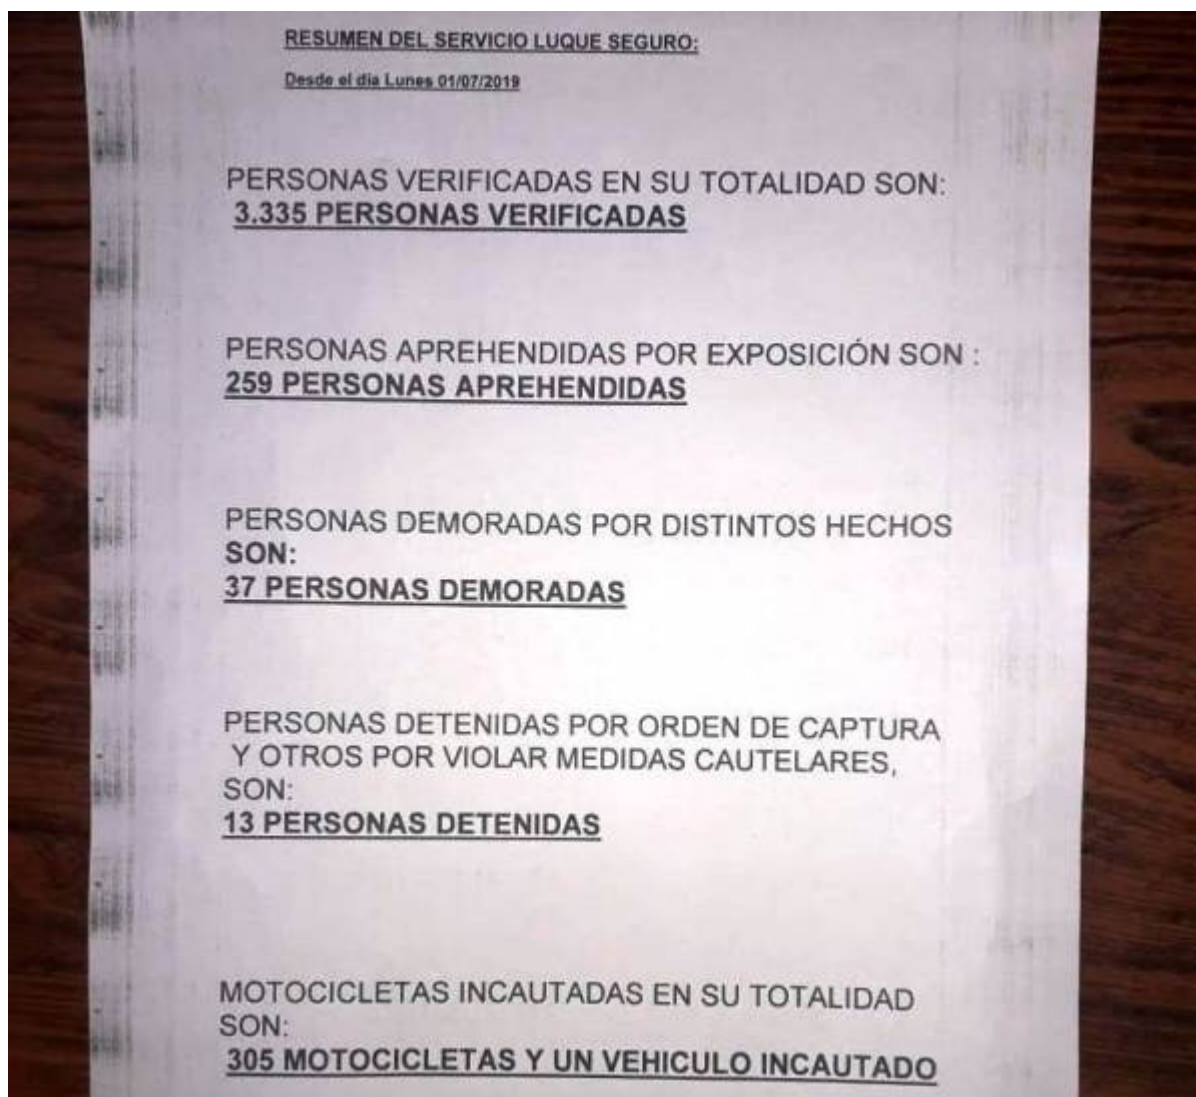 RESUMEN DEL SERVICIO LUQUE SEGURO:
Desde el día Lunes 01/07/2019
PERSONAS VERIFICADAS EN SU TOTALIDAD SON:
3.335 PERSONAS VERIFICADAS
PERSONAS APREHENDIDAS POR EXPOSICIÓN SON :
259 PERSONAS APREHENDIDAS
PERSONAS DEMORADAS POR DISTINTOS HECHOS
SON:
37 PERSONAS DEMORADAS
PERSONAS DETENIDAS POR ORDEN DE CAPTURA
Y OTROS POR VIOLAR MEDIDAS CAUTELARES,
SON:
13 PERSONAS DETENIDAS
MOTOCICLETAS INCAUTADAS EN SU TOTALIDAD
SON:
305 MOTOCICLETAS Y UN VEHICULO INCAUTADO